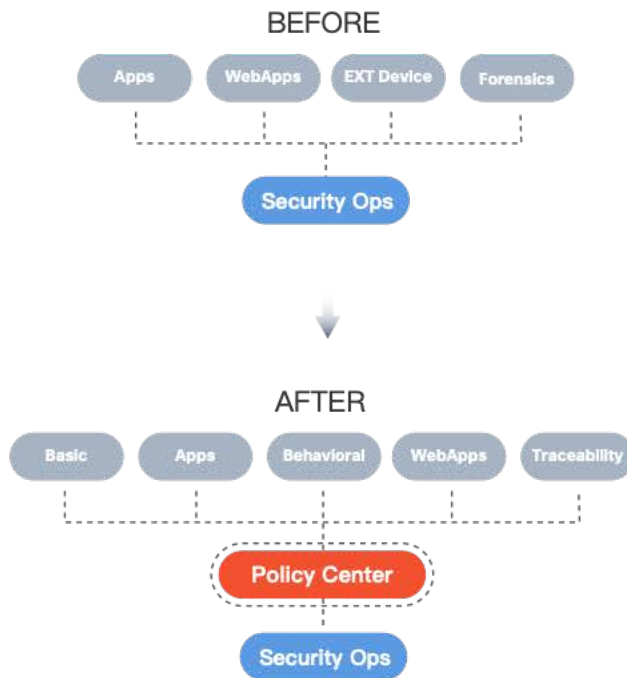 BEFORE
Apps WebApps EXT Device Forensics
Security Ops
AFTER
Basic Apps Behavioral WebApps Traceability
Policy Center
Security Ops